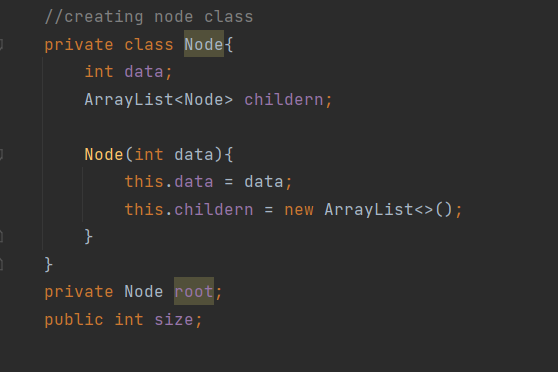 //creating node class
private class Node{
int data;
ArrayList<Node> childern;
Node(int data){
this.data = data;
this.childern = new ArrayList<>();
}
}
private Node root;
public int size;